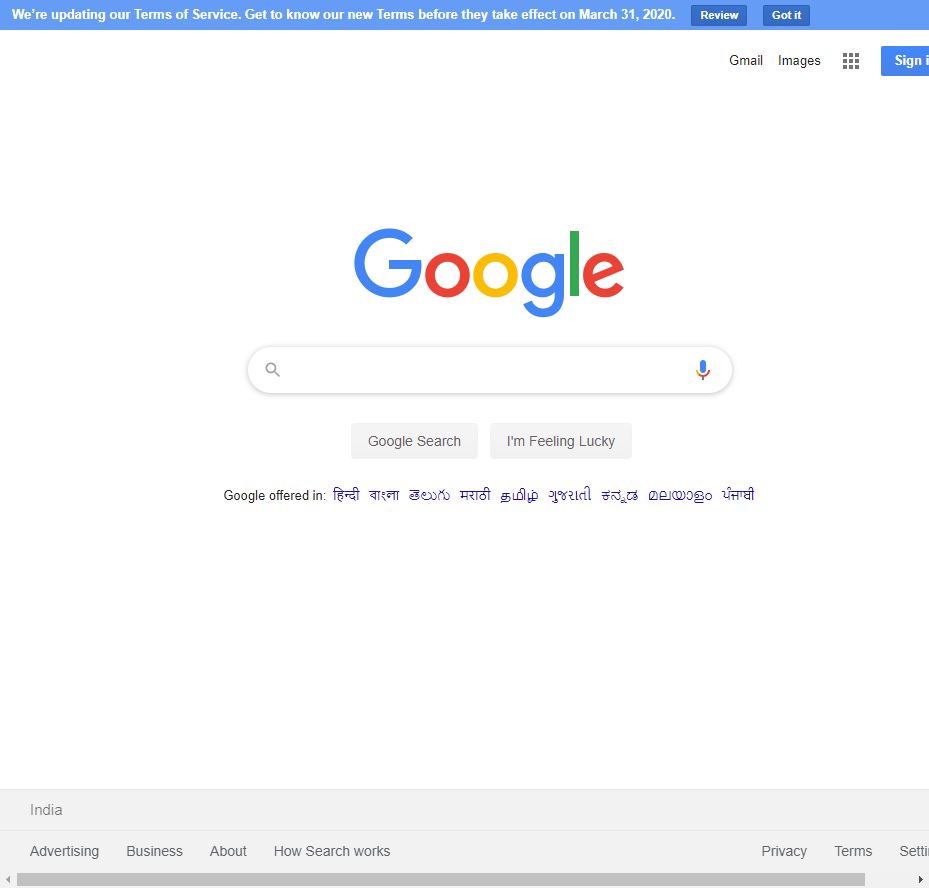 We're updating our Terms of Service. Get to know our new Terms before they take effect on March 31, 2020. Review Got it
Gmail Images Sign i
Google
Google Search I'm Feeling Lucky
Google offered in: हिन्दी বাংলা తెలుగు मराठी தமிழ் ગુજરાતી ಕನ್ನಡ മലയാളം ਪੰਜਾਬੀ
India
Advertising Business About How Search works Privacy Terms Setti